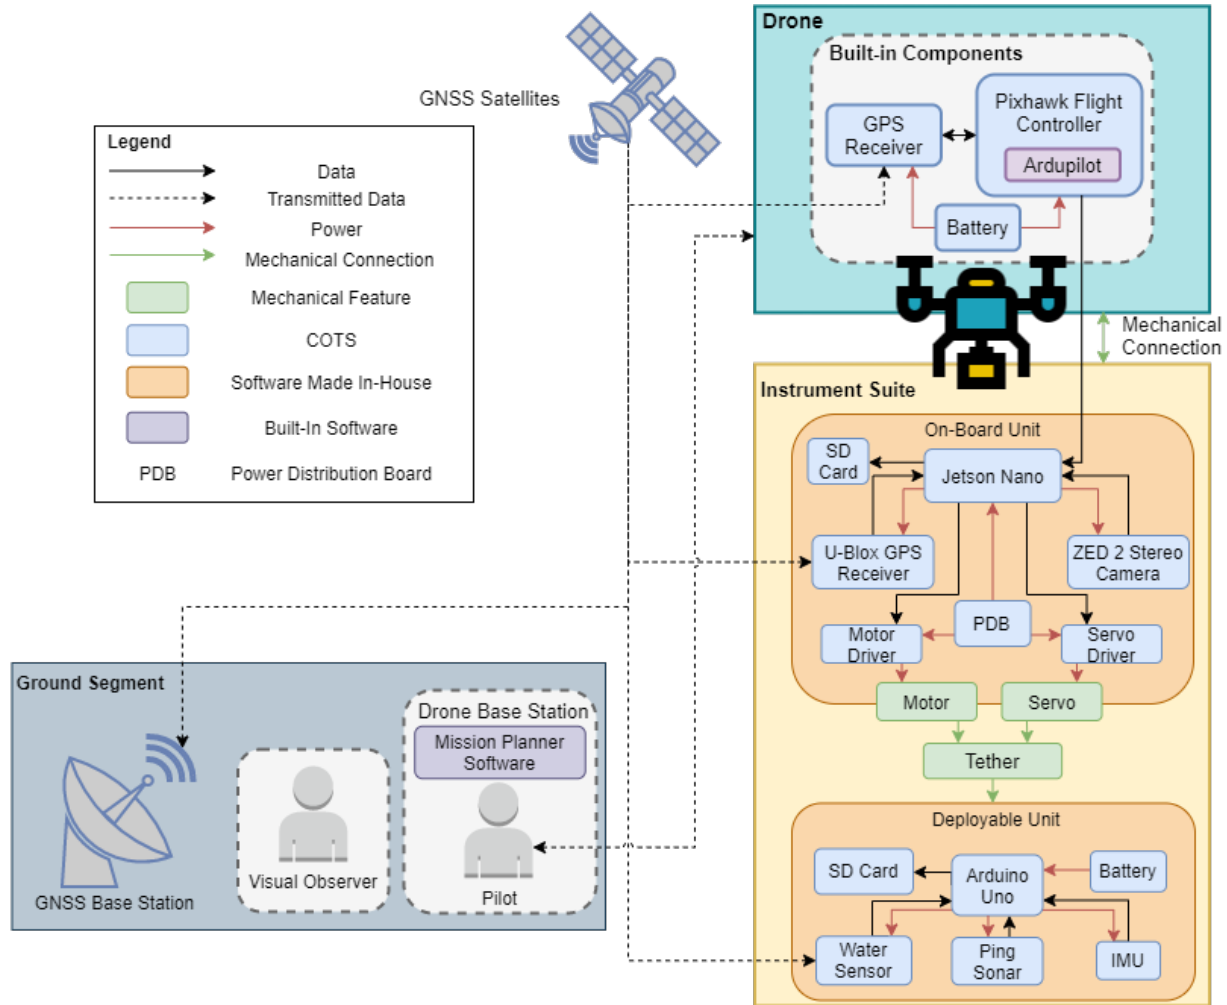 Drone
Built-in Components
GPS
Receiver
Pixhawk Flight
Controller
Ardupilot
Battery
GNSS Satellites
Legend
Data
Transmitted Data
Power
Mechanical Connection
Mechanical Feature
COTS
Software Made In-House
Built-In Software
PDB
Power Distribution Board
Mechanical
Connection
Instrument Suite
On-Board Unit
SD
Card
Jetson Nano
U-Blox GPS
Receiver
ZED 2 Stereo
Camera
PDB
Motor
Driver
Servo
Driver
Motor
Servo
Tether
Deployable Unit
SD Card
Arduino
Uno
Battery
Water
Sensor
Ping
Sonar
IMU
Ground Segment
GNSS Base Station
Visual Observer
Drone Base Station
Mission Planner
Software
Pilot